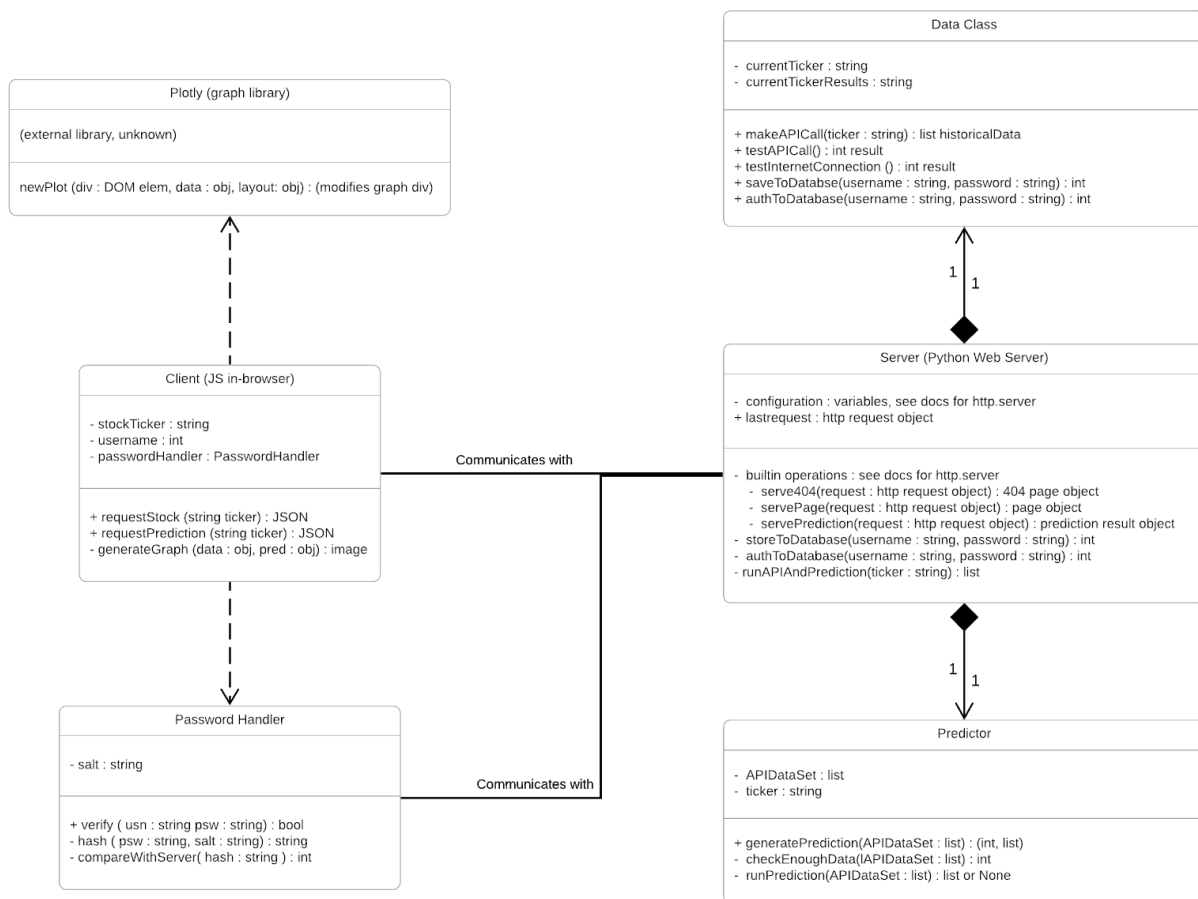 Data Class
- currentTicker : string
- currentTickerResults : string
+ makeAPICall(ticker : string) : list historicalData
+ testAPICall() : int result
+ testInternetConnection () : int result
+ saveToDatabse(username : string, password : string) : int
+ authToDatabase(username : string, password : string) : int
Plotly (graph library)
(external library, unknown)
newPlot (div : DOM elem, data : obj, layout: obj) : (modifies graph div)
1
1
Client (JS in-browser)
- stockTicker : string
- username : int
- passwordHandler : PasswordHandler
+ requestStock (string ticker) : JSON
+ requestPrediction (string ticker) : JSON
- generateGraph (data : obj, pred : obj) : image
Communicates with
Server (Python Web Server)
- configuration : variables, see docs for http.server
+ lastrequest : http request object
- builtin operations : see docs for http.server
- serve404(request : http request object) : 404 page object
- servePage(request : http request object) : page object
- servePrediction(request : http request object) : prediction result object
- storeToDatabase(username : string, password : string) : int
- authToDatabase(username : string, password : string) : int
- runAPIAndPrediction(ticker : string) : list
1
1
Password Handler
- salt : string
+ verify ( usn : string psw : string) : bool
- hash ( psw : string, salt : string) : string
- compareWithServer( hash : string ) : int
Communicates with
Predictor
- APIDataSet : list
- ticker : string
+ generatePrediction(APIDataSet : list) : (int, list)
- checkEnoughData(lAPIDataSet : list) : int
- runPrediction(APIDataSet : list) : list or None